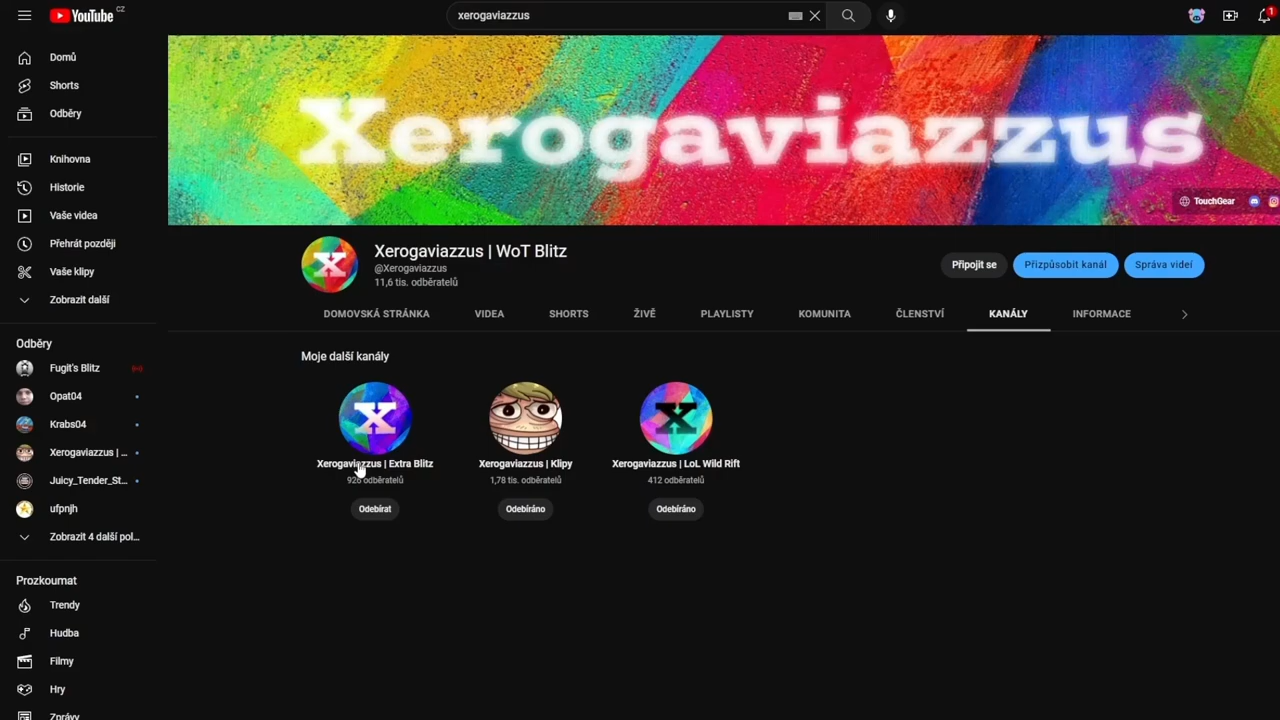 YouTube CZ
xerogaviazzus
1
Domů
Shorts
Odběry
Knihovna
Historie
Vaše videa
Přehrát později
Vaše klipy
Zobrazit další
Odběry
Fugit's Blitz
Opat04
Krabs04
Xerogaviazzus | ...
Juicy_Tender_St...
ufpnjh
Zobrazit 4 další pol...
Prozkoumat
Trendy
Hudba
Filmy
Hry
Zprávy
Xerogaviazzus
TouchGear
X
Xerogaviazzus | WoT Blitz
@Xerogaviazzus
11,6 tis. odběratelů
Připojit se
Přizpůsobit kanál
Správa videí
DOMOVSKÁ STRÁNKA
VIDEA
SHORTS
ŽIVĚ
PLAYLISTY
KOMUNITA
ČLENSTVÍ
KANÁLY
INFORMACE
Moje další kanály
X
X
Xerogaviazzus | Extra Blitz
Xerogaviazzus | Klipy
Xerogaviazzus | LoL Wild Rift
926 odběratelů
1,78 tis. odběratelů
412 odběratelů
Odebírat
Odebíráno
Odebíráno